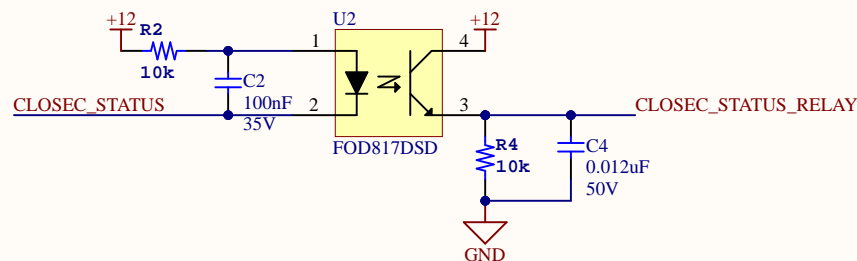 +12
R2
10k
U2
1
4
+12
C2
100nF
35V
CLOSEC_STATUS
2
3
CLOSEC_STATUS_RELAY
FOD817DSD
R4
10k
C4
0.012uF
50V
GND